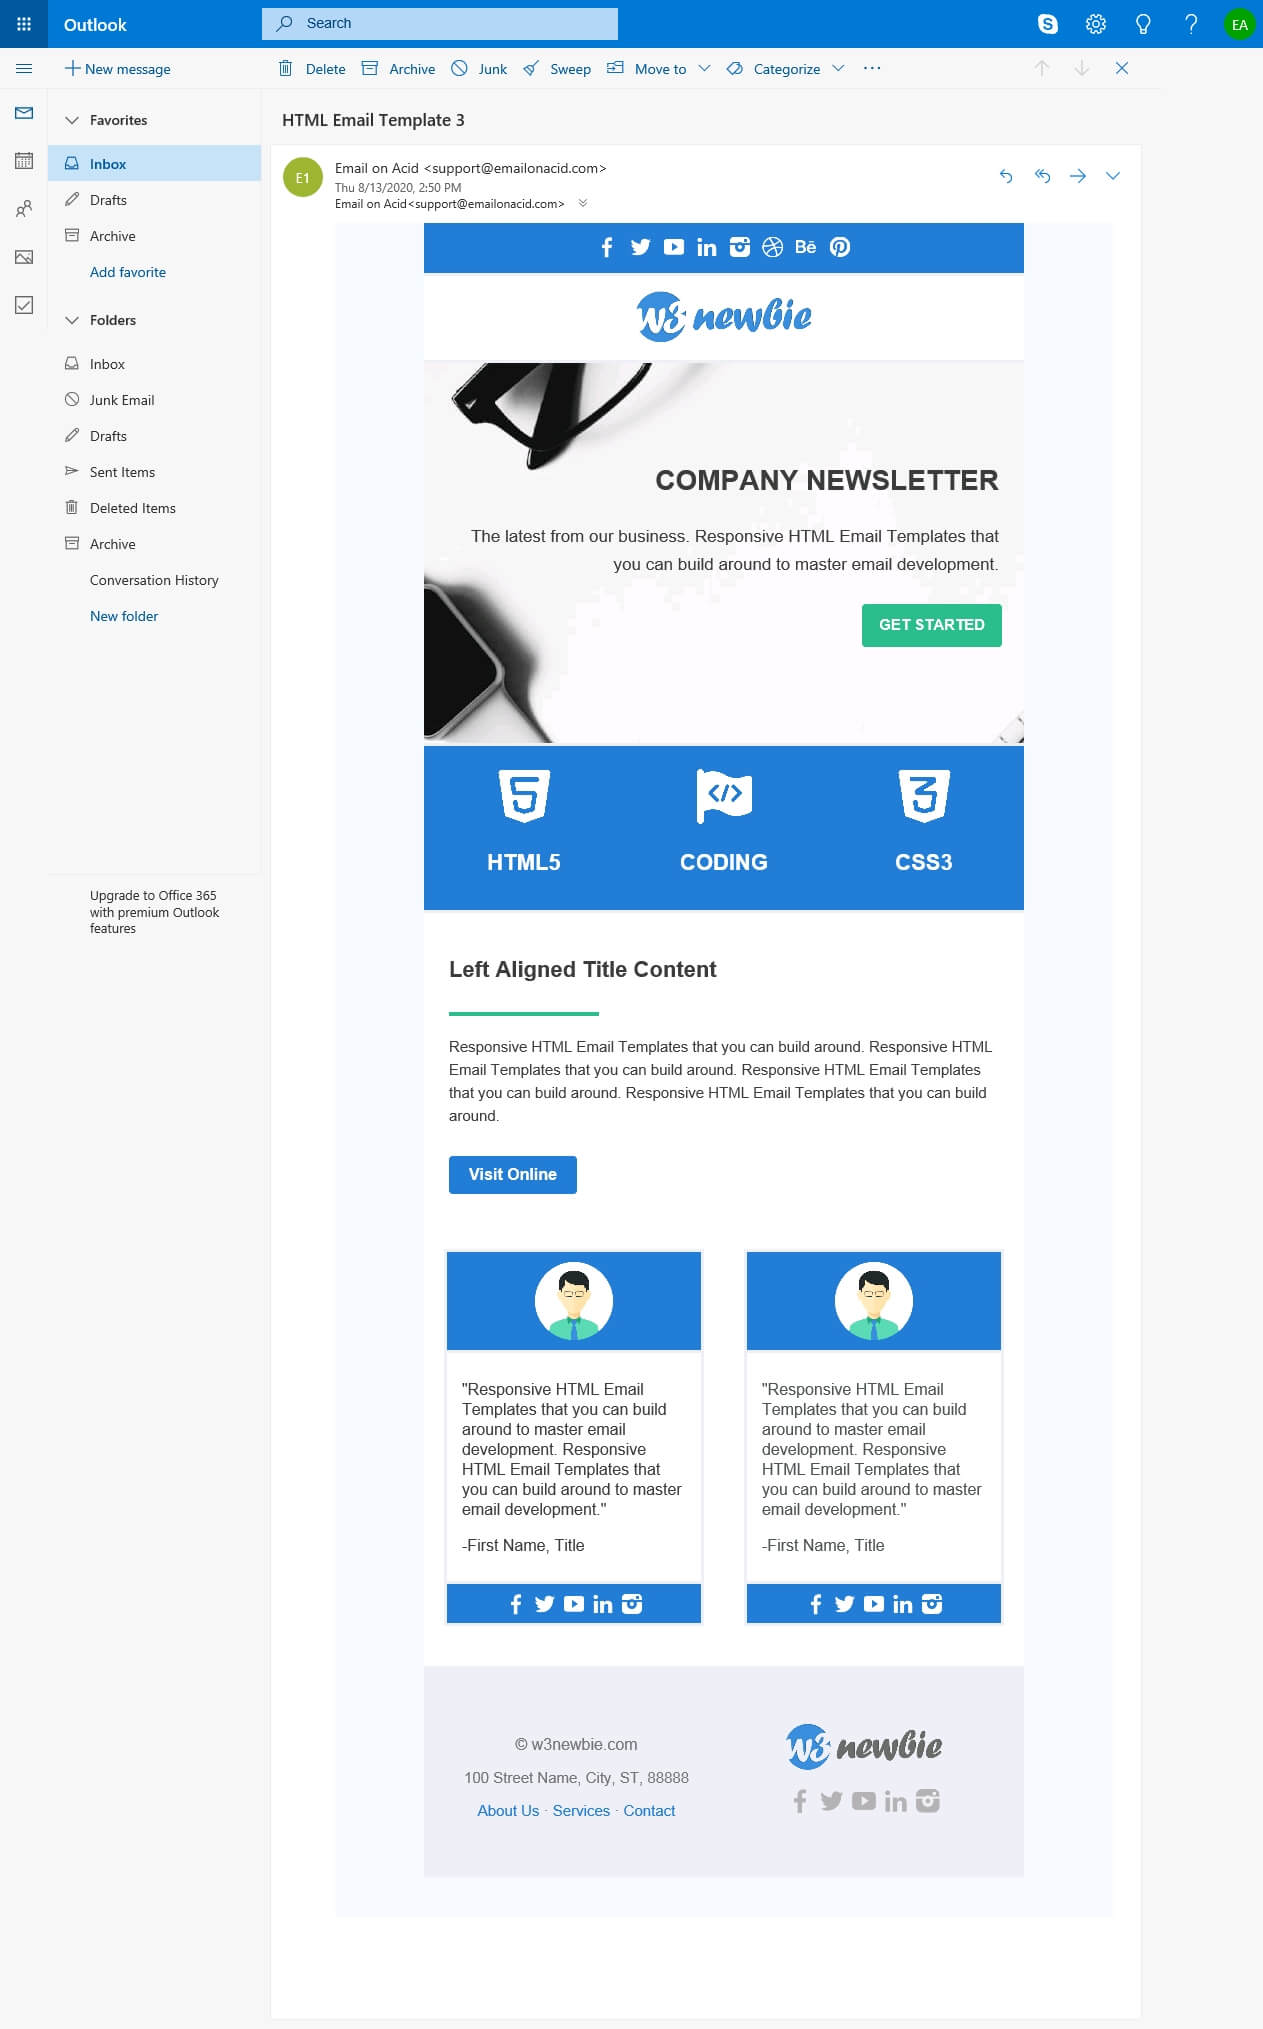 Outlook
Search
EA
New message
Delete
Archive
Junk
Sweep
Move to
Categorize
Favorites
Inbox
Drafts
Archive
Add favorite
Folders
Inbox
Junk Email
Drafts
Sent Items
Deleted Items
Archive
Conversation History
New folder
Upgrade to Office 365
with premium Outlook
features
HTML Email Template 3
E1
Email on Acid <support@emailonacid.com>
Thu 8/13/2020, 2:50 PM
Email on Acid<support@emailonacid.com>
Bē
w3 newbie
COMPANY NEWSLETTER
The latest from our business. Responsive HTML Email Templates that
you can build around to master email development.
GET STARTED
HTML5
CODING
CSS3
Left Aligned Title Content
Responsive HTML Email Templates that you can build around. Responsive HTML
Email Templates that you can build around. Responsive HTML Email Templates
that you can build around. Responsive HTML Email Templates that you can build
around.
Visit Online
"Responsive HTML Email
Templates that you can build
around to master email
development. Responsive
HTML Email Templates that
you can build around to master
email development."
-First Name, Title
"Responsive HTML Email
Templates that you can build
around to master email
development. Responsive
HTML Email Templates that
you can build around to master
email development."
-First Name, Title
© w3newbie.com
100 Street Name, City, ST, 88888
About Us · Services · Contact
w3 newbie